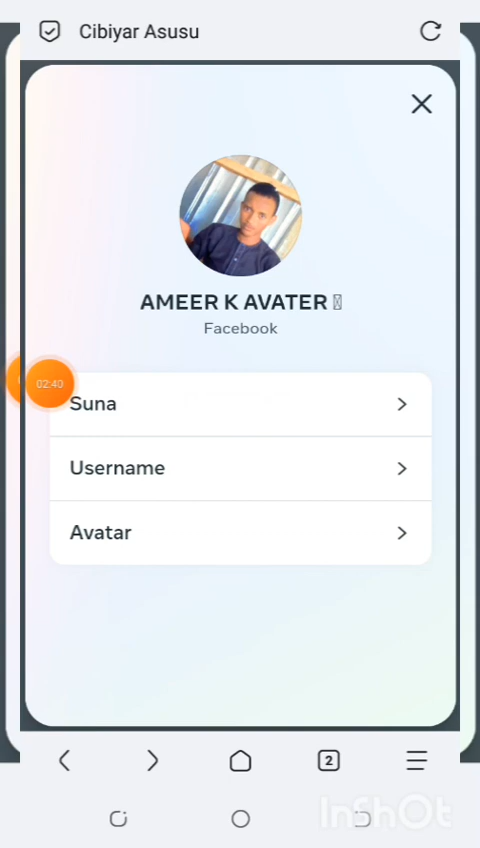 Cibiyar Asusu
AMEER K AVATER
Facebook
02:40
Suna
Username
Avatar
2
InShOt